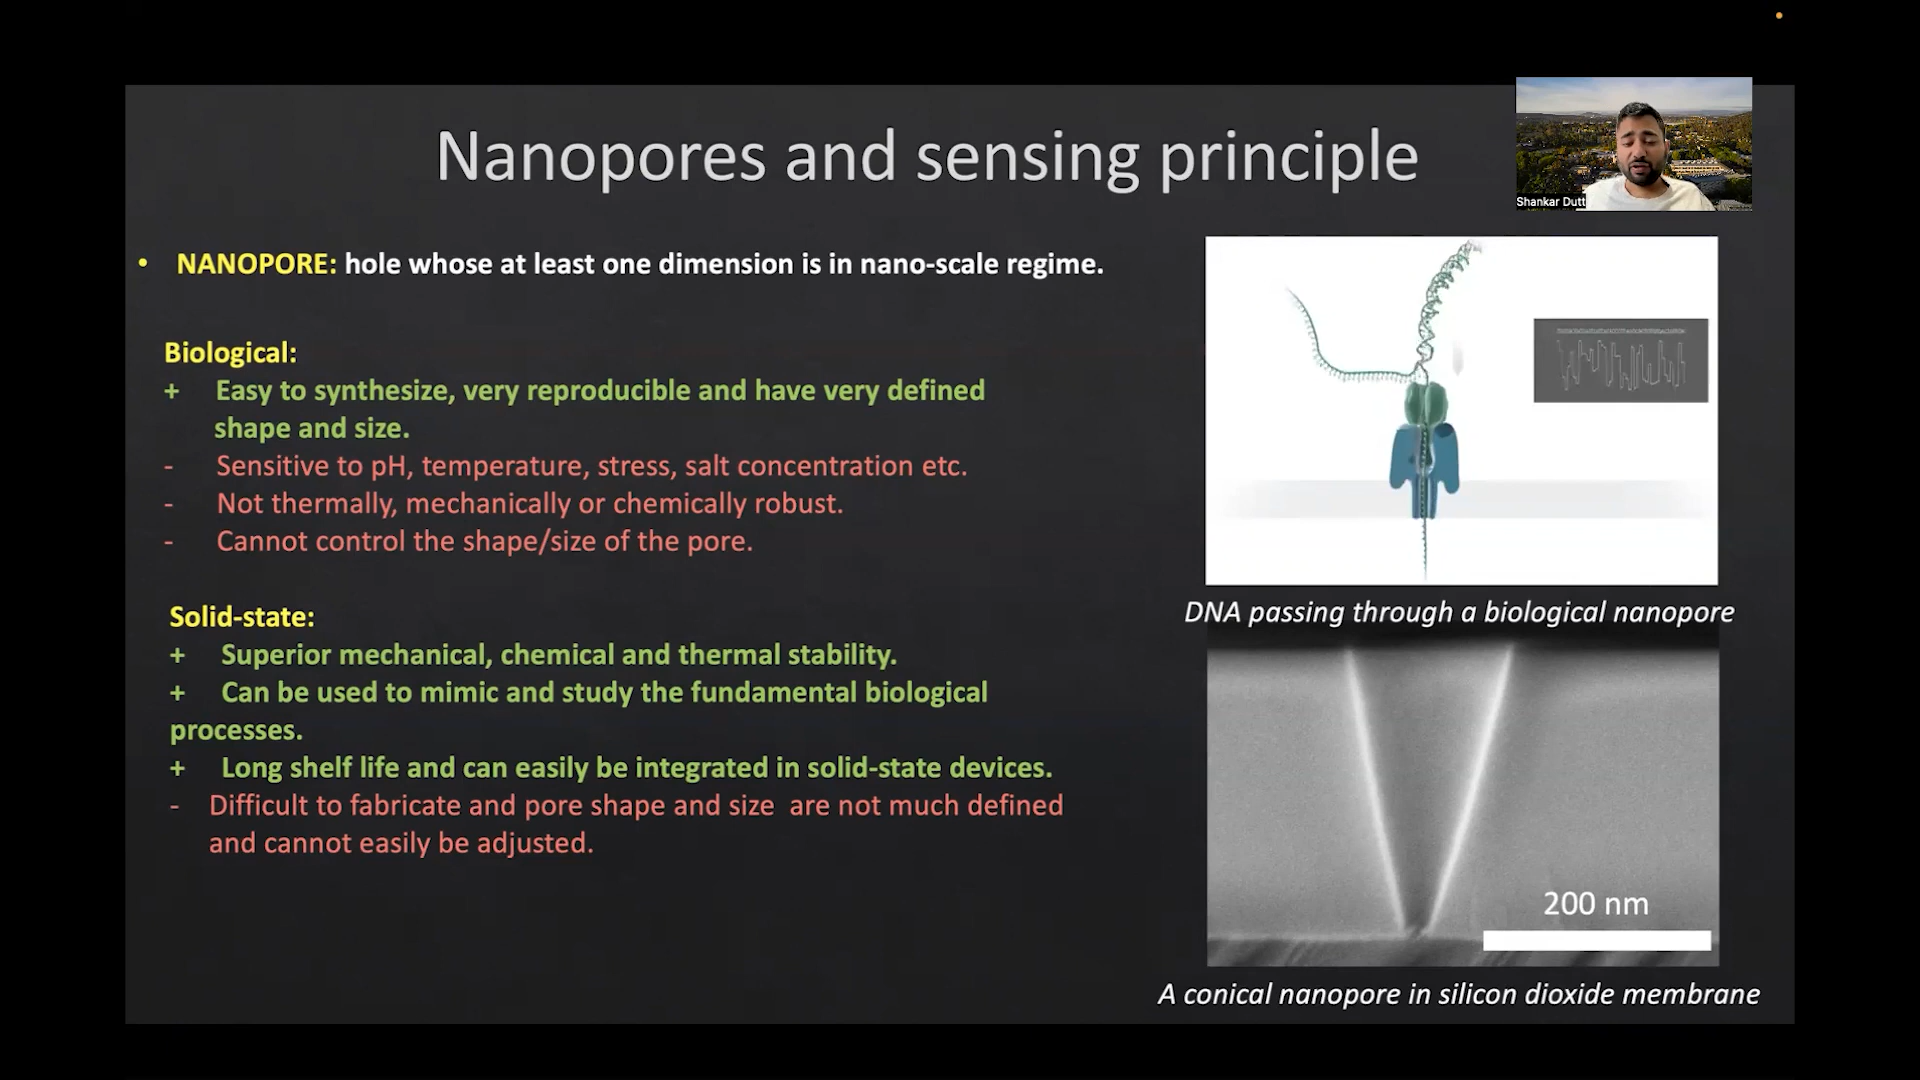 Nanopores and sensing principle
Shankar Dutt
• NANOPORE: hole whose at least one dimension is in nano-scale regime.
Biological:
+ Easy to synthesize, very reproducible and have very defined
shape and size.
- Sensitive to pH, temperature, stress, salt concentration etc.
- Not thermally, mechanically or chemically robust.
- Cannot control the shape/size of the pore.
Solid-state:
+ Superior mechanical, chemical and thermal stability.
+ Can be used to mimic and study the fundamental biological
processes.
+ Long shelf life and can easily be integrated in solid-state devices.
- Difficult to fabricate and pore shape and size are not much defined
and cannot easily be adjusted.
DNA passing through a biological nanopore
200 nm
A conical nanopore in silicon dioxide membrane